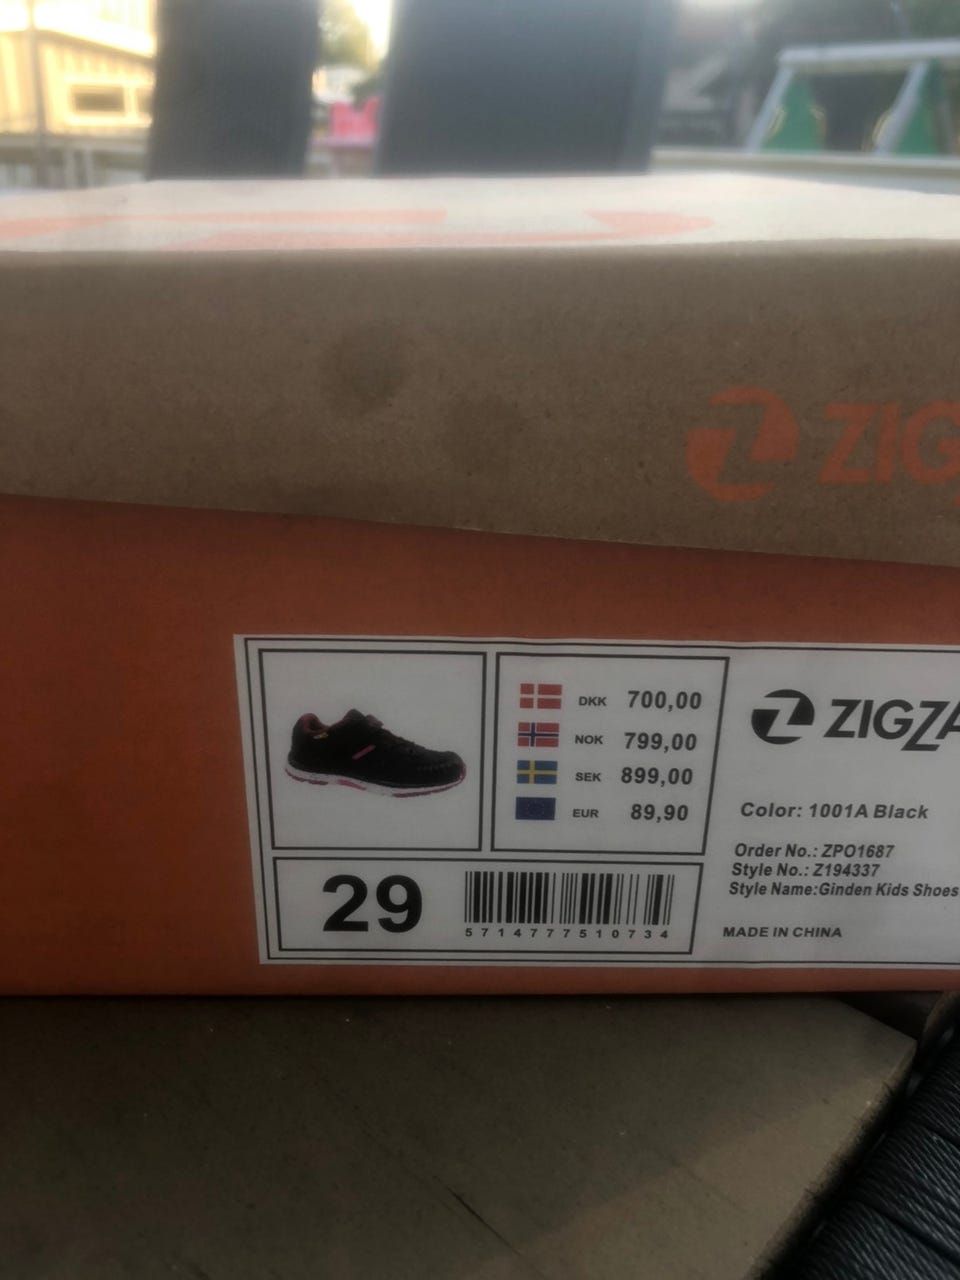 ZIGZ
DKK 700,00
NOK 799,00
SEK 899,00
EUR 89,90
29
5714777510734
ZIGZA
Color: 1001A Black
Order No.: ZPO1687
Style No.: Z194337
Style Name:Ginden Kids Shoes
MADE IN CHINA